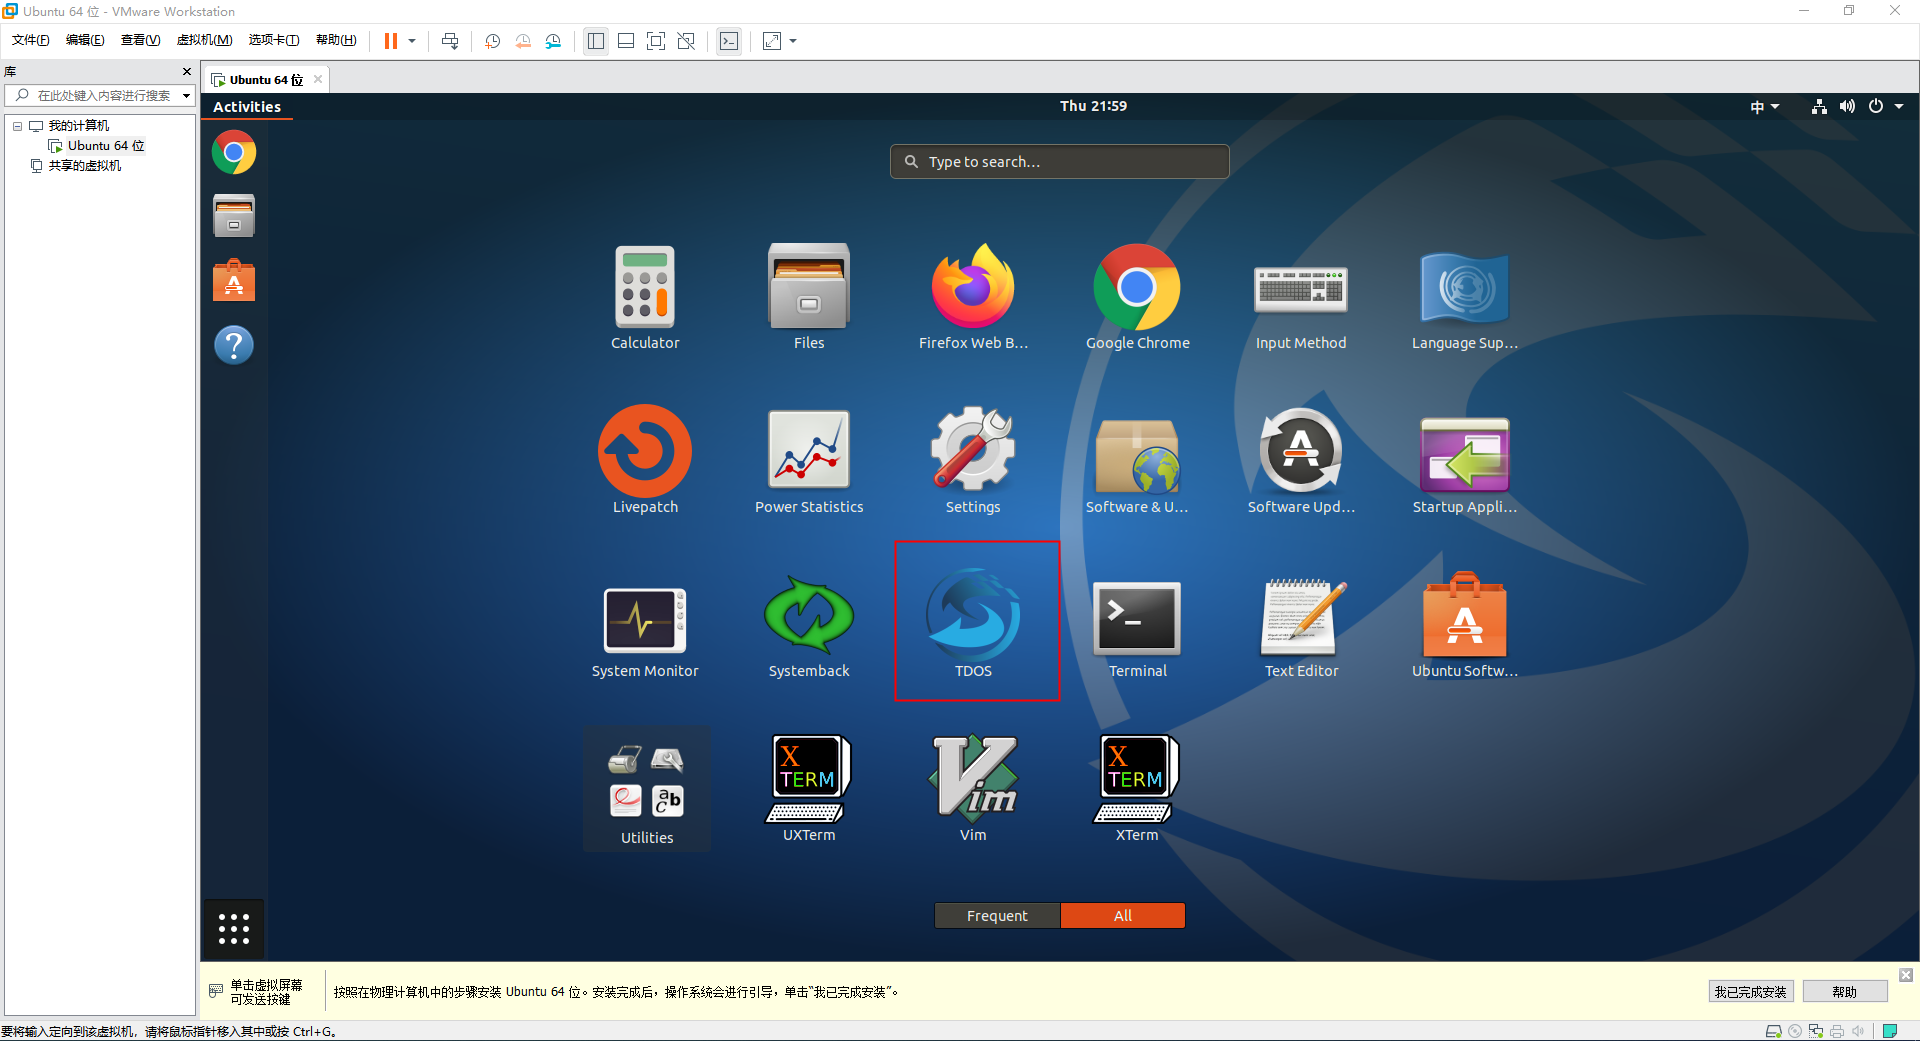 Ubuntu 64 位 - VMware Workstation
文件(F) 编辑(E) 查看(V) 虚拟机(M) 选项卡(T) 帮助(H)
库
在此处键入内容进行搜索
我的计算机
Ubuntu 64 位
共享的虚拟机
Ubuntu 64 位
Activities
Thu 21:59
中
Type to search...
Calculator
Files
Firefox Web B...
Google Chrome
Input Method
Language Sup...
Livepatch
Power Statistics
Settings
Software & U...
Software Upd...
Startup Appli...
System Monitor
Systemback
TDOS
Terminal
Text Editor
Ubuntu Softw...
X
TERM
Vim
X
TERM
Utilities
UXTerm
Vim
XTerm
Frequent
All
单击虚拟屏幕
可发送按键
按照在物理计算机中的步骤安装 Ubuntu 64 位。安装完成后，操作系统会进行引导，单击“我已完成安装”。
我已完成安装
帮助
要将输入定向到该虚拟机，请将鼠标指针移入其中或按 Ctrl+G。